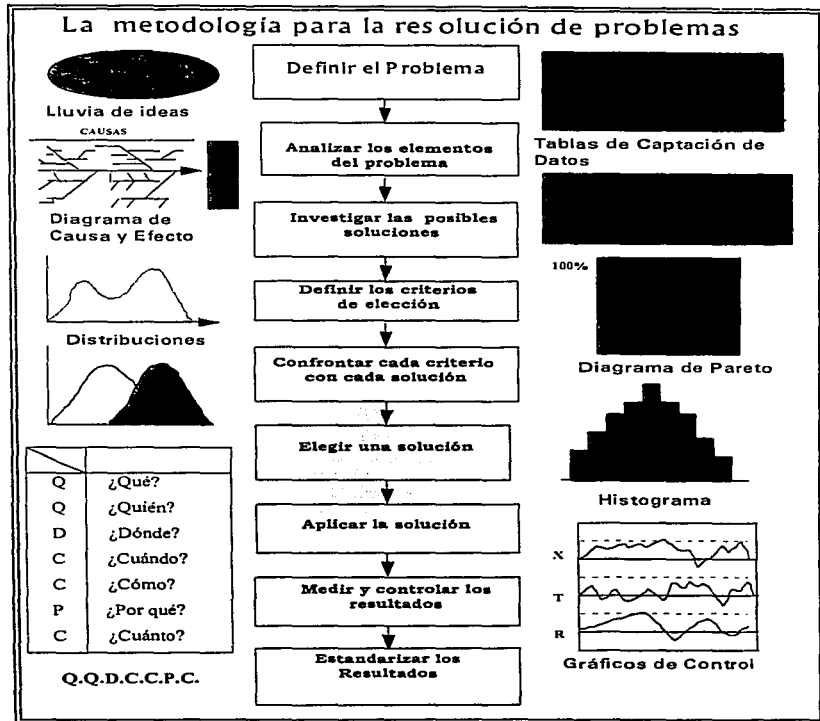 La metodología para la resolución de problemas
Lluvia de ideas
CAUSAS
Diagrama de
Causa y Efecto
Distribuciones
Q ¿Qué?
Q ¿Quién?
D ¿Dónde?
C ¿Cuándo?
C ¿Cómo?
P ¿Por qué?
C ¿Cuánto?
Q.Q.D.C.C.P.C.
Definir el Problema
Analizar los elementos
del problema
Investigar las posibles
soluciones
Definir los criterios
de elección
Confrontar cada criterio
con cada solución
Elegir una solución
Aplicar la solución
Medir y controlar los
resultados
Estandarizar los
Resultados
Tablas de Captación de
Datos
100%
Diagrama de Pareto
Histograma
X
T
R
Gráficos de Control